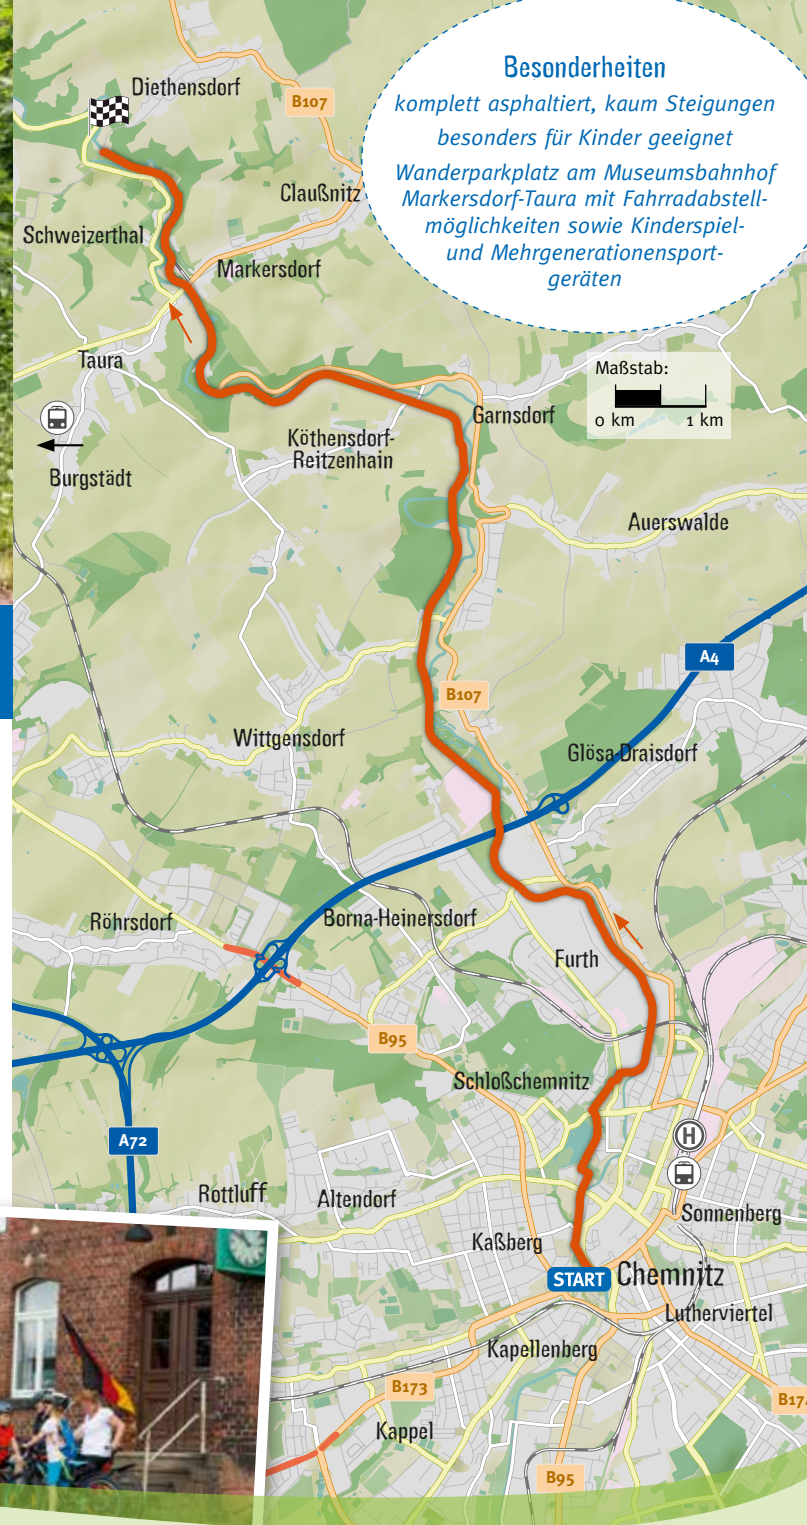 Besonderheiten
komplett asphaltiert, kaum Steigungen
besonders für Kinder geeignet
Wanderparkplatz am Museumsbahnhof
Markersdorf-Taura mit Fahrradabstell-
möglichkeiten sowie Kinderspiel-
und Mehrgenerationensport-
geräten
Diethensdorf
B107
Claußnitz
Schweizerthal
Markersdorf
Taura
Maßstab:
0 km 1 km
Garnsdorf
Köthensdorf-
Reitzenhain
Burgstädt
Auerswalde
A4
B107
Wittgensdorf
Glösa-Draisdorf
Röhrsdorf
Borna-Heinersdorf
Furth
B95
Schloßchemnitz
A72
H
Rottluff
Altendorf
Sonnenberg
Kaßberg
START
Chemnitz
Lutherviertel
Kapellenberg
B173
B174
Kappel
B95